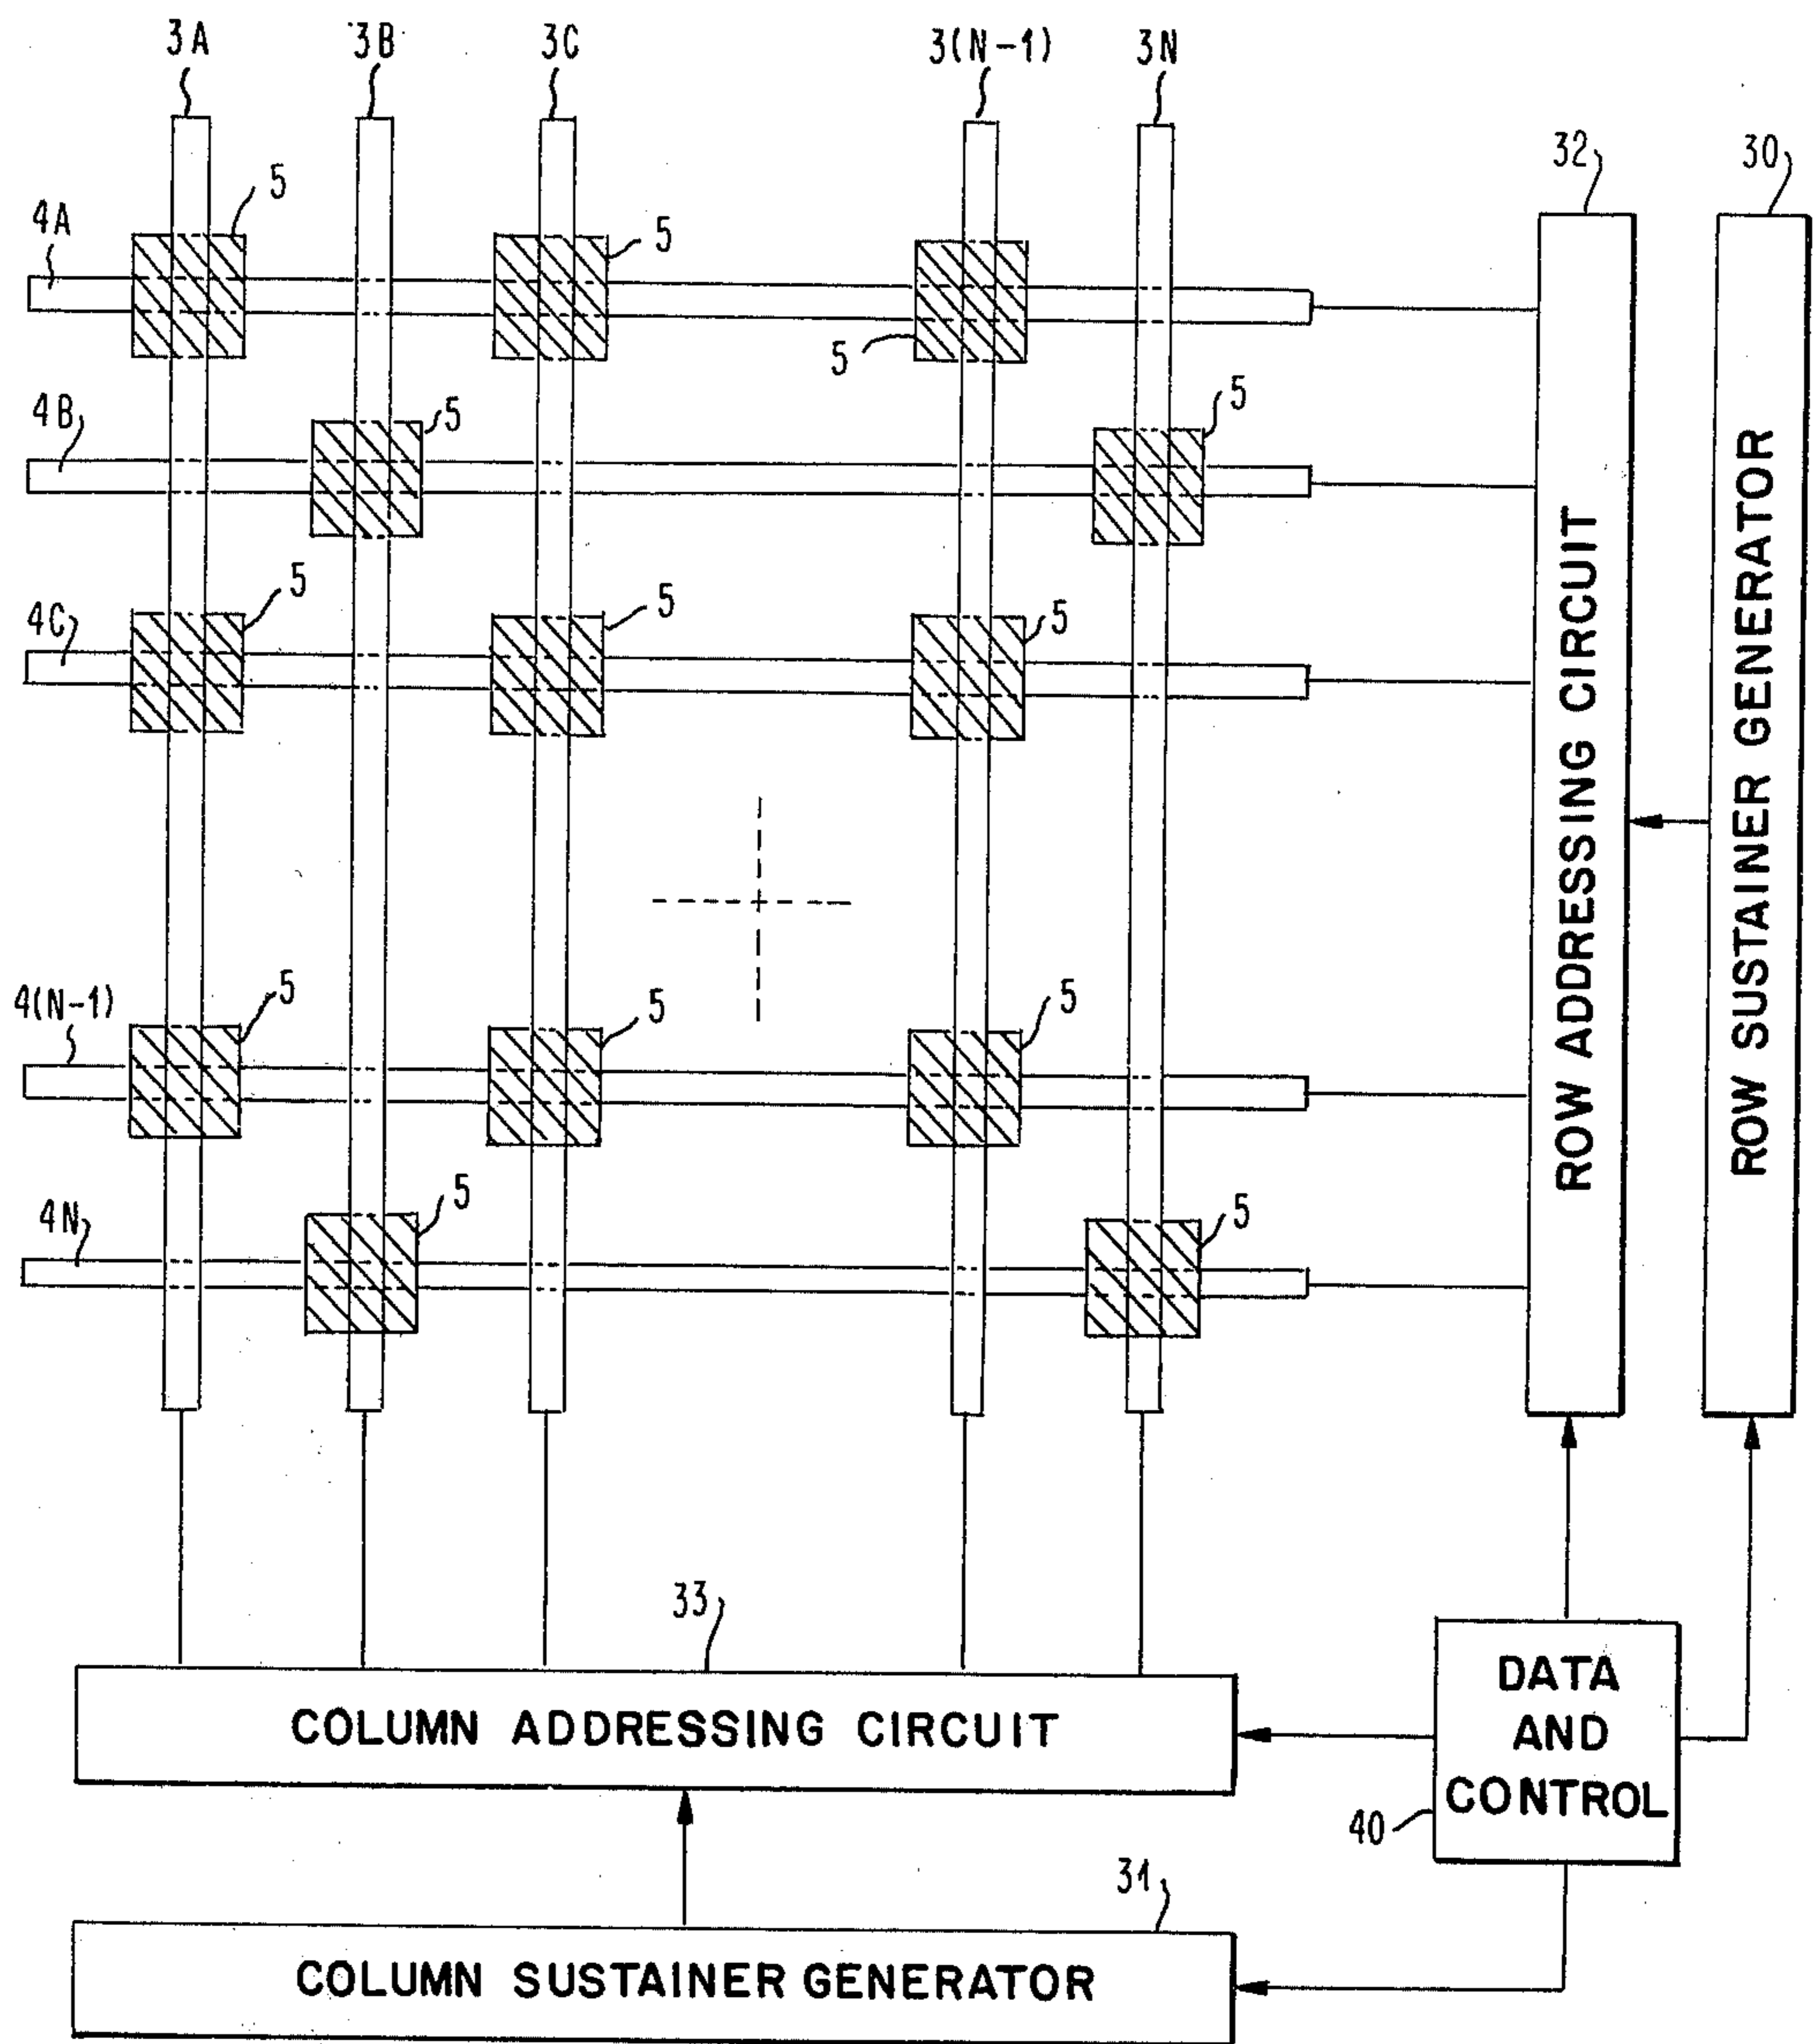 3A 3B 3C 3(N-1) 3N
32 30
5
4A 5 5
5
4B 5 5
4C 5 5 5
ROW ADDRESSING CIRCUIT
ROW SUSTAINER GENERATOR
4(N-1) 5 5 5
4N 5 5
33
COLUMN ADDRESSING CIRCUIT
DATA
AND
CONTROL
40
31
COLUMN SUSTAINER GENERATOR